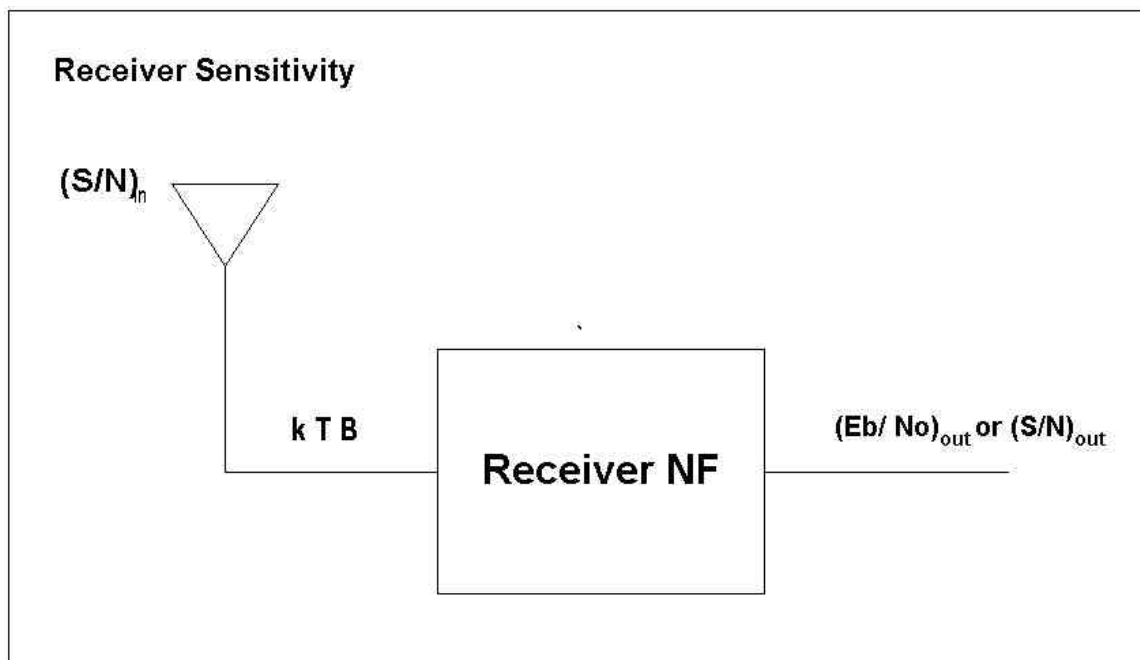 Receiver Sensitivity
(S/N)in
k T B
Receiver NF
(Eb/ No)out or (S/N)out